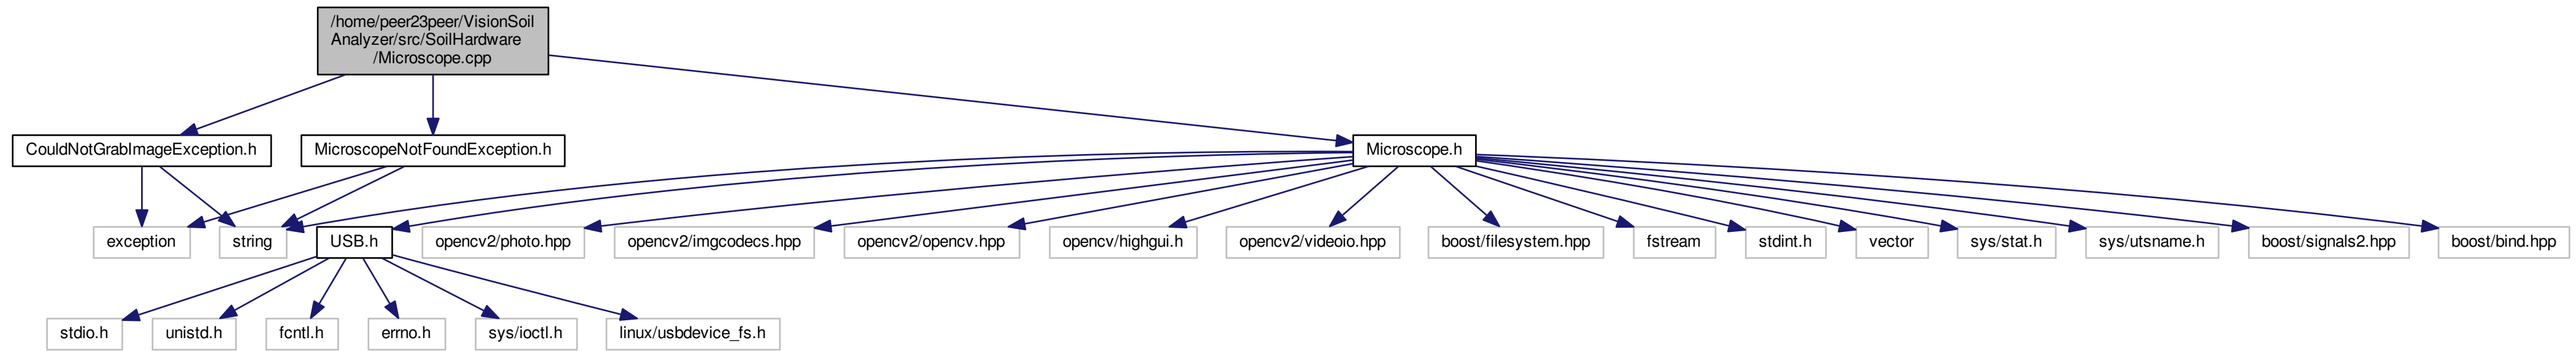 /home/peer23peer/VisionSoil
Analyzer/src/SoilHardware
/Microscope.cpp
CouldNotGrabImageException.h
MicroscopeNotFoundException.h
Microscope.h
exception
string
USB.h
opencv2/photo.hpp
opencv2/imgcodecs.hpp
opencv2/opencv.hpp
opencv/highgui.h
opencv2/videoio.hpp
boost/filesystem.hpp
fstream
stdint.h
vector
sys/stat.h
sys/utsname.h
boost/signals2.hpp
boost/bind.hpp
stdio.h
unistd.h
fcntl.h
errno.h
sys/ioctl.h
linux/usbdevice_fs.h